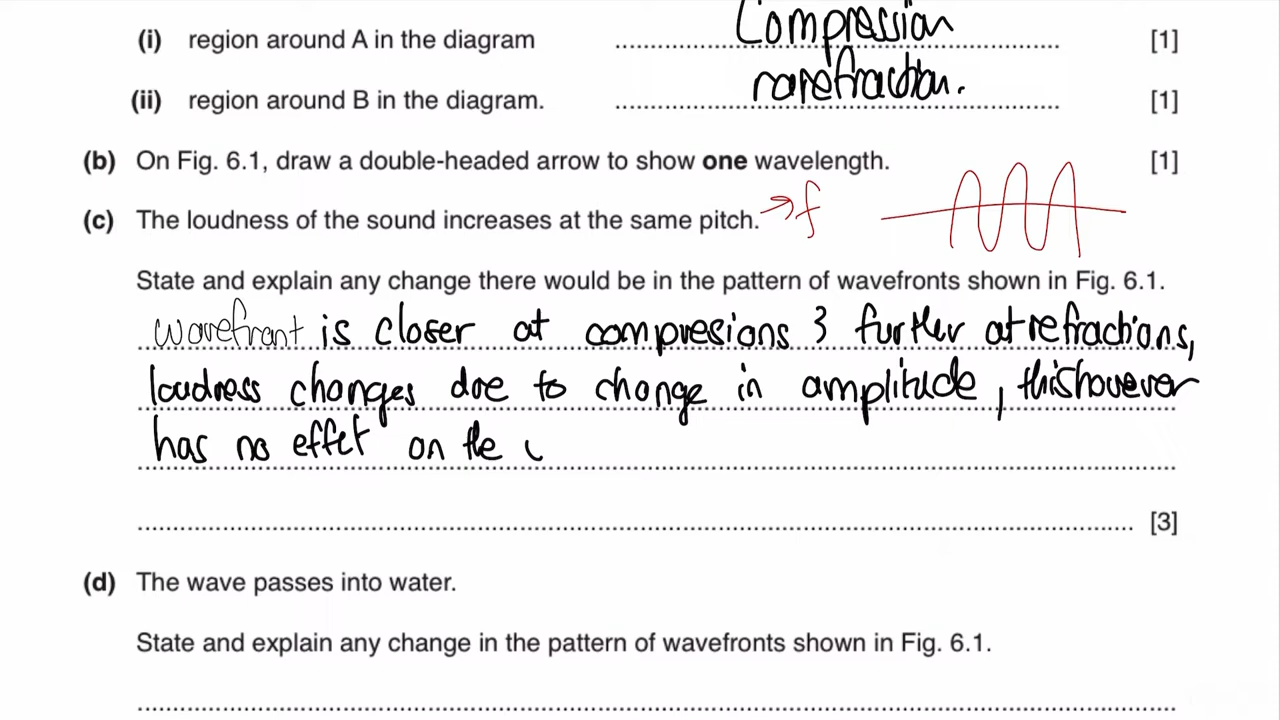 (i) region around A in the diagram ........ Compression [1]
(ii) region around B in the diagram. ........ rarefraction. [1]
(b) On Fig. 6.1, draw a double-headed arrow to show one wavelength. [1]
(c) The loudness of the sound increases at the same pitch. → f
State and explain any change there would be in the pattern of wavefronts shown in Fig. 6.1.
wavefront is closer at compresions & further at refractions,
loudness changes due to change in amplitude, this however
has no effet on the
........ [3]
(d) The wave passes into water.
State and explain any change in the pattern of wavefronts shown in Fig. 6.1.